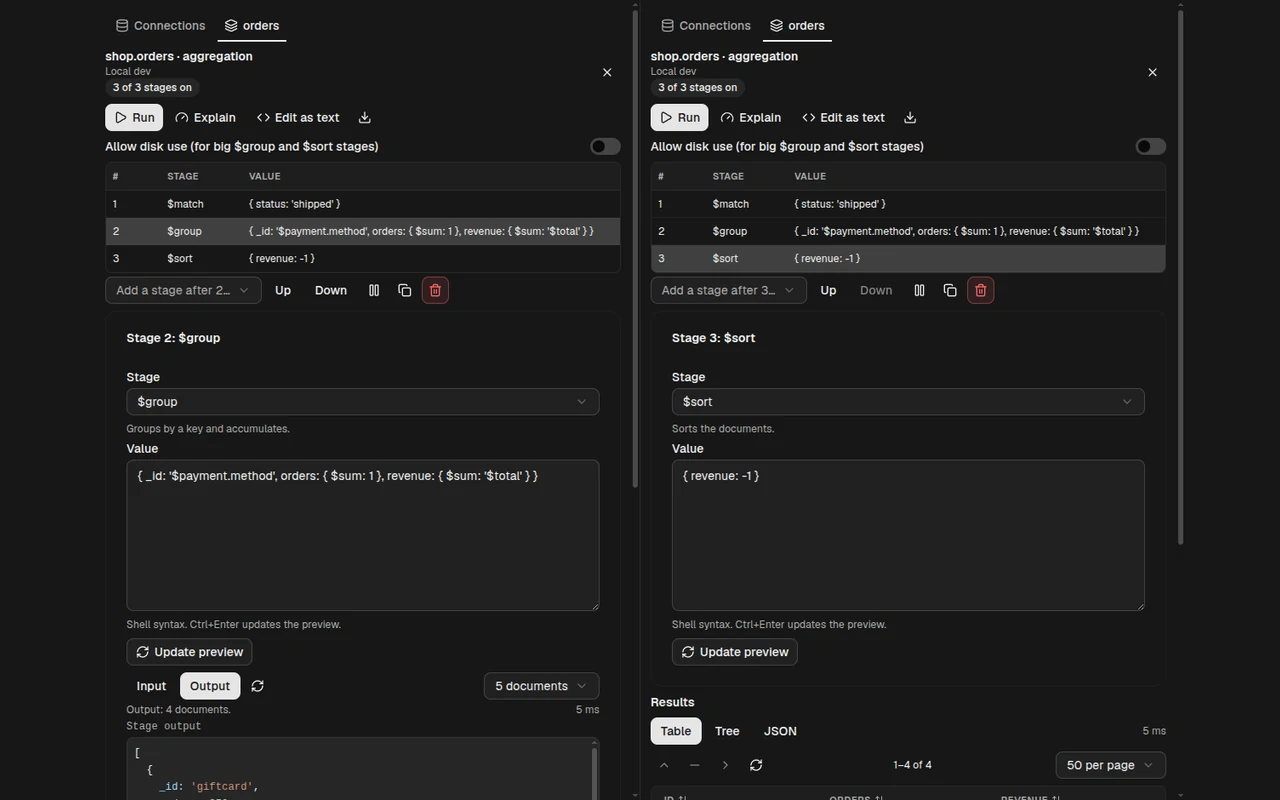 Connections
orders
shop.orders · aggregation
Local dev
3 of 3 stages on
Run
Explain
Edit as text
Allow disk use (for big $group and $sort stages)
# STAGE VALUE
1 $match { status: 'shipped' }
2 $group { _id: '$payment.method', orders: { $sum: 1 }, revenue: { $sum: '$total' } }
3 $sort { revenue: -1 }
Add a stage after 2...
Up
Down
Stage 2: $group
Stage
$group
Groups by a key and accumulates.
Value
{ _id: '$payment.method', orders: { $sum: 1 }, revenue: { $sum: '$total' } }
Shell syntax. Ctrl+Enter updates the preview.
Update preview
Input
Output
5 documents
Output: 4 documents.
5 ms
Stage output
[
{
_id: 'giftcard',
Connections
orders
shop.orders · aggregation
Local dev
3 of 3 stages on
Run
Explain
Edit as text
Allow disk use (for big $group and $sort stages)
# STAGE VALUE
1 $match { status: 'shipped' }
2 $group { _id: '$payment.method', orders: { $sum: 1 }, revenue: { $sum: '$total' } }
3 $sort { revenue: -1 }
Add a stage after 3...
Up
Down
Stage 3: $sort
Stage
$sort
Sorts the documents.
Value
{ revenue: -1 }
Shell syntax. Ctrl+Enter updates the preview.
Update preview
Results
Table
Tree
JSON
5 ms
1–4 of 4
50 per page
ID ORDERS REVENUE